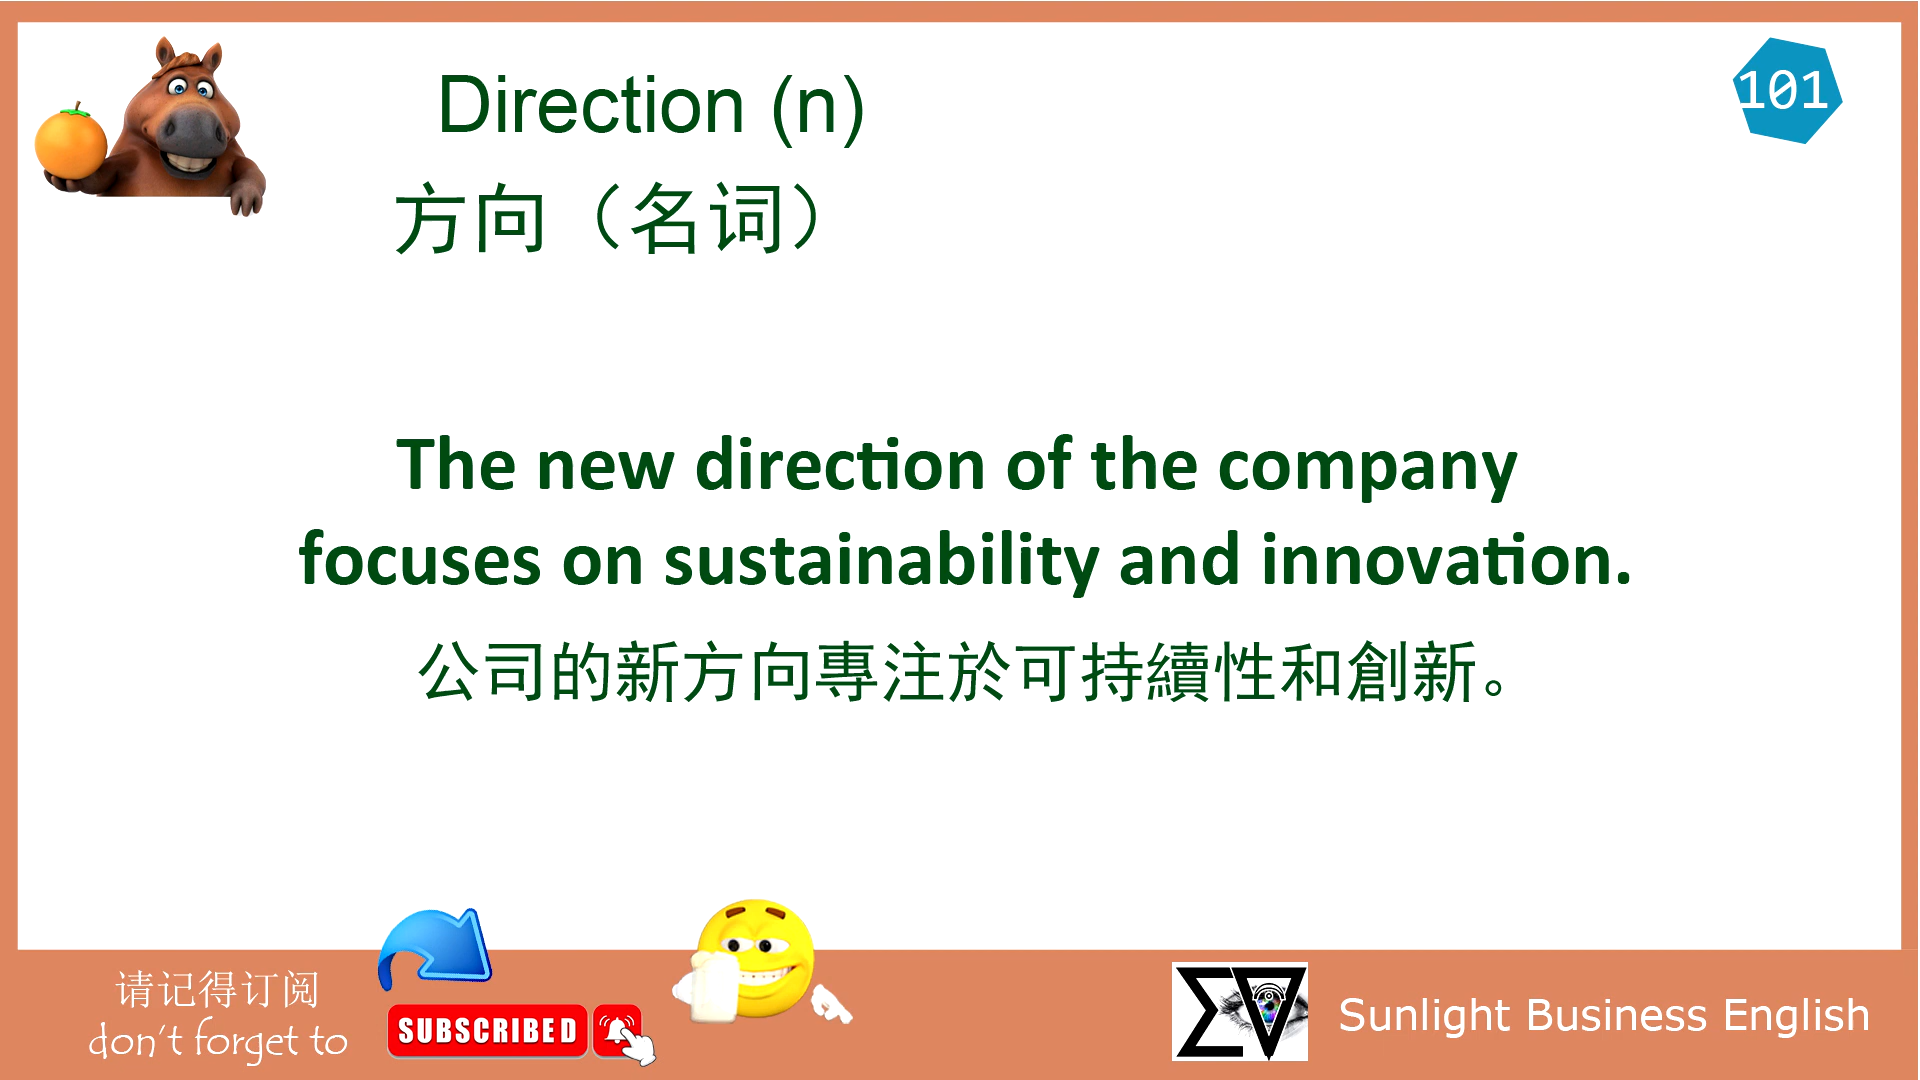 Direction (n)
101
方向（名词）
The new direction of the company
focuses on sustainability and innovation.
公司的新方向專注於可持續性和創新。
请记得订阅
don't forget to
SUBSCRIBED
Sunlight Business English